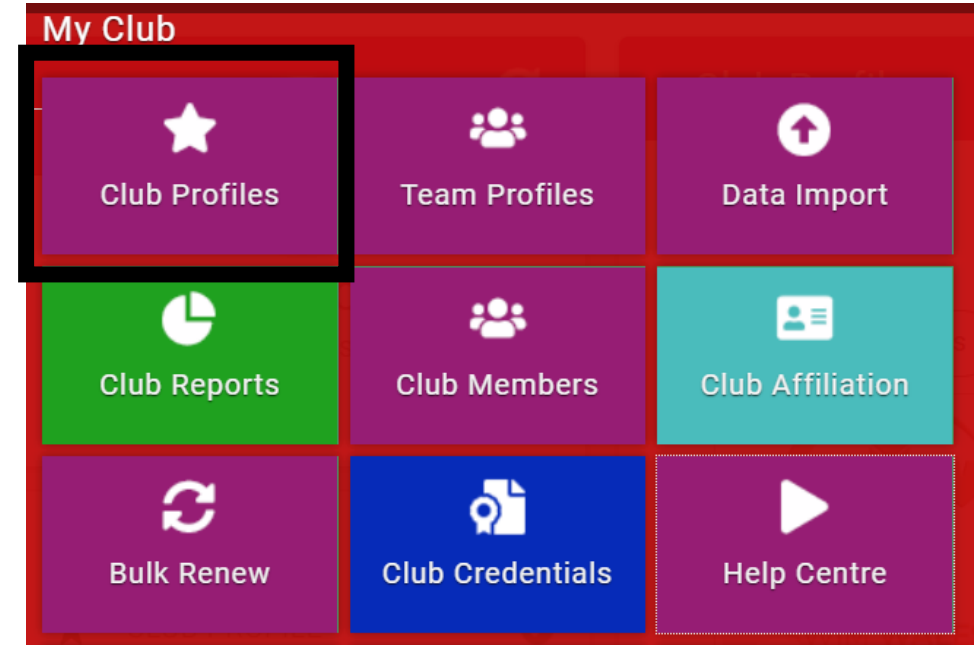 My Club
Club Profiles
Team Profiles
Data Import
Club Reports
Club Members
Club Affiliation
Bulk Renew
Club Credentials
Help Centre